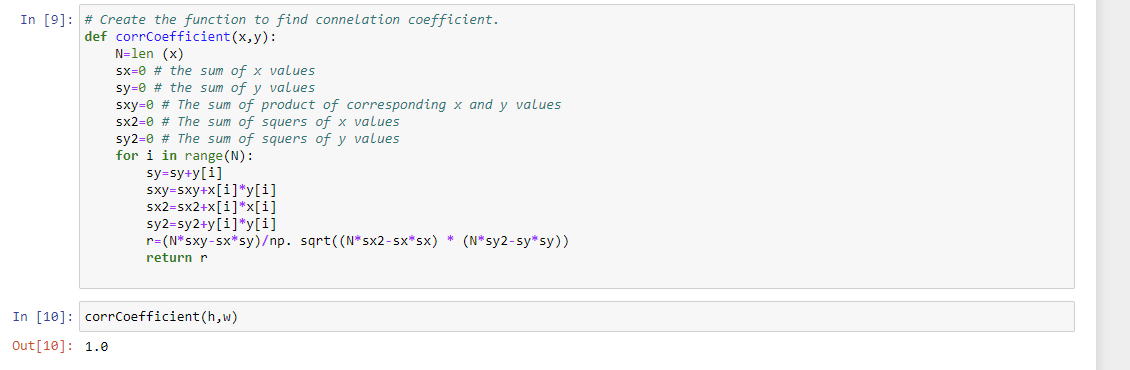 In [9]: # Create the function to find connelation coefficient.
def corrCoefficient(x,y):
    N=len (x)
    sx=0 # the sum of x values
    sy=0 # the sum of y values
    sxy=0 # The sum of product of corresponding x and y values
    sx2=0 # The sum of squers of x values
    sy2=0 # The sum of squers of y values
    for i in range(N):
        sy=sy+y[i]
        sxy=sxy+x[i]*y[i]
        sx2=sx2+x[i]*x[i]
        sy2=sy2+y[i]*y[i]
        r=(N*sxy-sx*sy)/np. sqrt((N*sx2-sx*sx) * (N*sy2-sy*sy))
        return r
In [10]: corrCoefficient(h,w)
Out[10]: 1.0